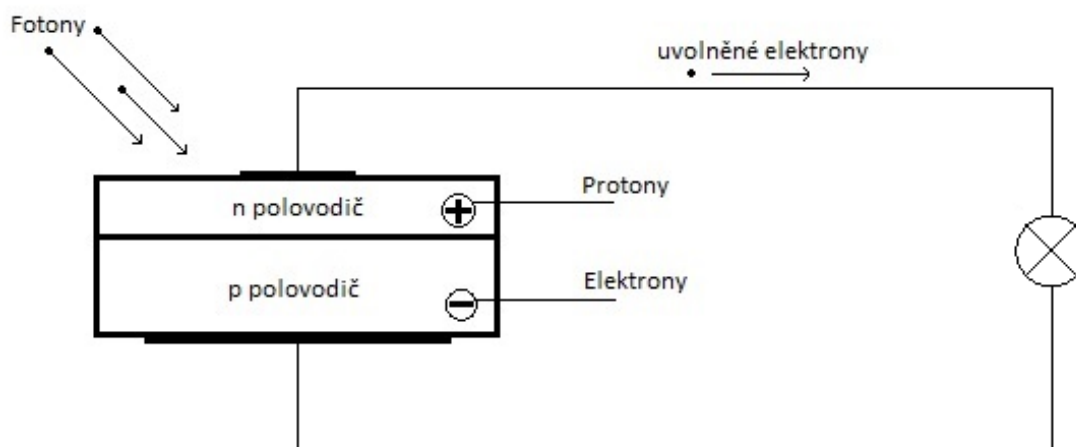 Fotony
uvolněné elektrony
n polovodič
Protony
p polovodič
Elektrony